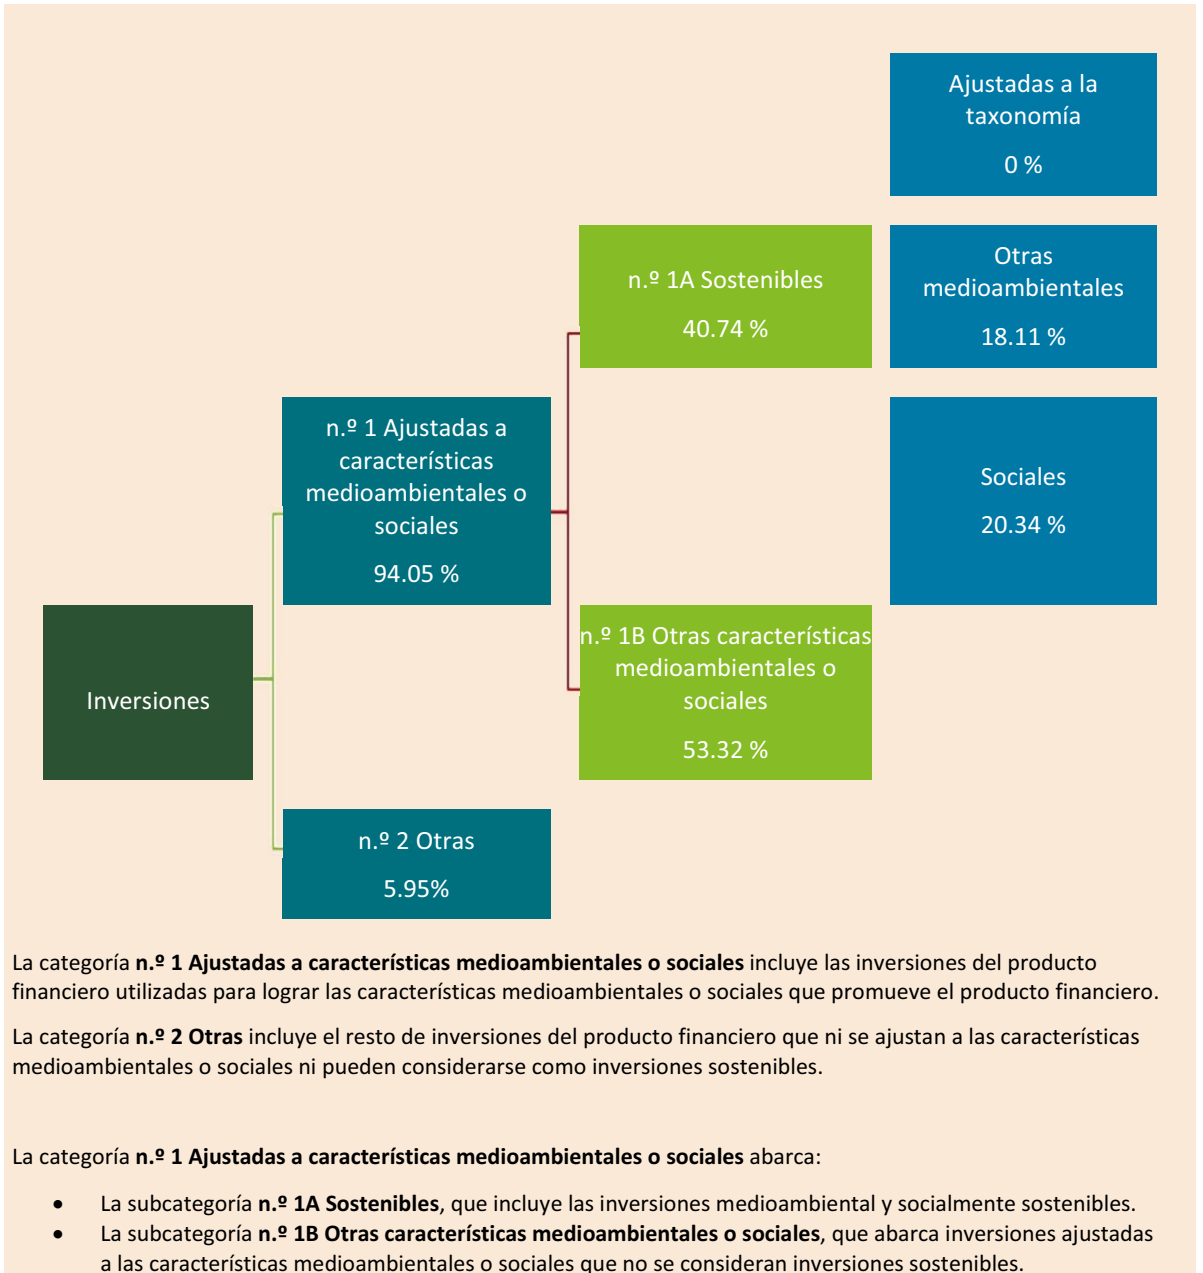 Ajustadas a la
taxonomía
0 %
n.º 1A Sostenibles
40.74 %
Otras
medioambientales
18.11 %
n.º 1 Ajustadas a
características
medioambientales o
sociales
94.05 %
Sociales
20.34 %
Inversiones
n.º 1B Otras características
medioambientales o
sociales
53.32 %
n.º 2 Otras
5.95%
La categoría n.º 1 Ajustadas a características medioambientales o sociales incluye las inversiones del producto
financiero utilizadas para lograr las características medioambientales o sociales que promueve el producto financiero.
La categoría n.º 2 Otras incluye el resto de inversiones del producto financiero que ni se ajustan a las características
medioambientales o sociales ni pueden considerarse como inversiones sostenibles.
La categoría n.º 1 Ajustadas a características medioambientales o sociales abarca:
• La subcategoría n.º 1A Sostenibles, que incluye las inversiones medioambiental y socialmente sostenibles.
• La subcategoría n.º 1B Otras características medioambientales o sociales, que abarca inversiones ajustadas
a las características medioambientales o sociales que no se consideran inversiones sostenibles.